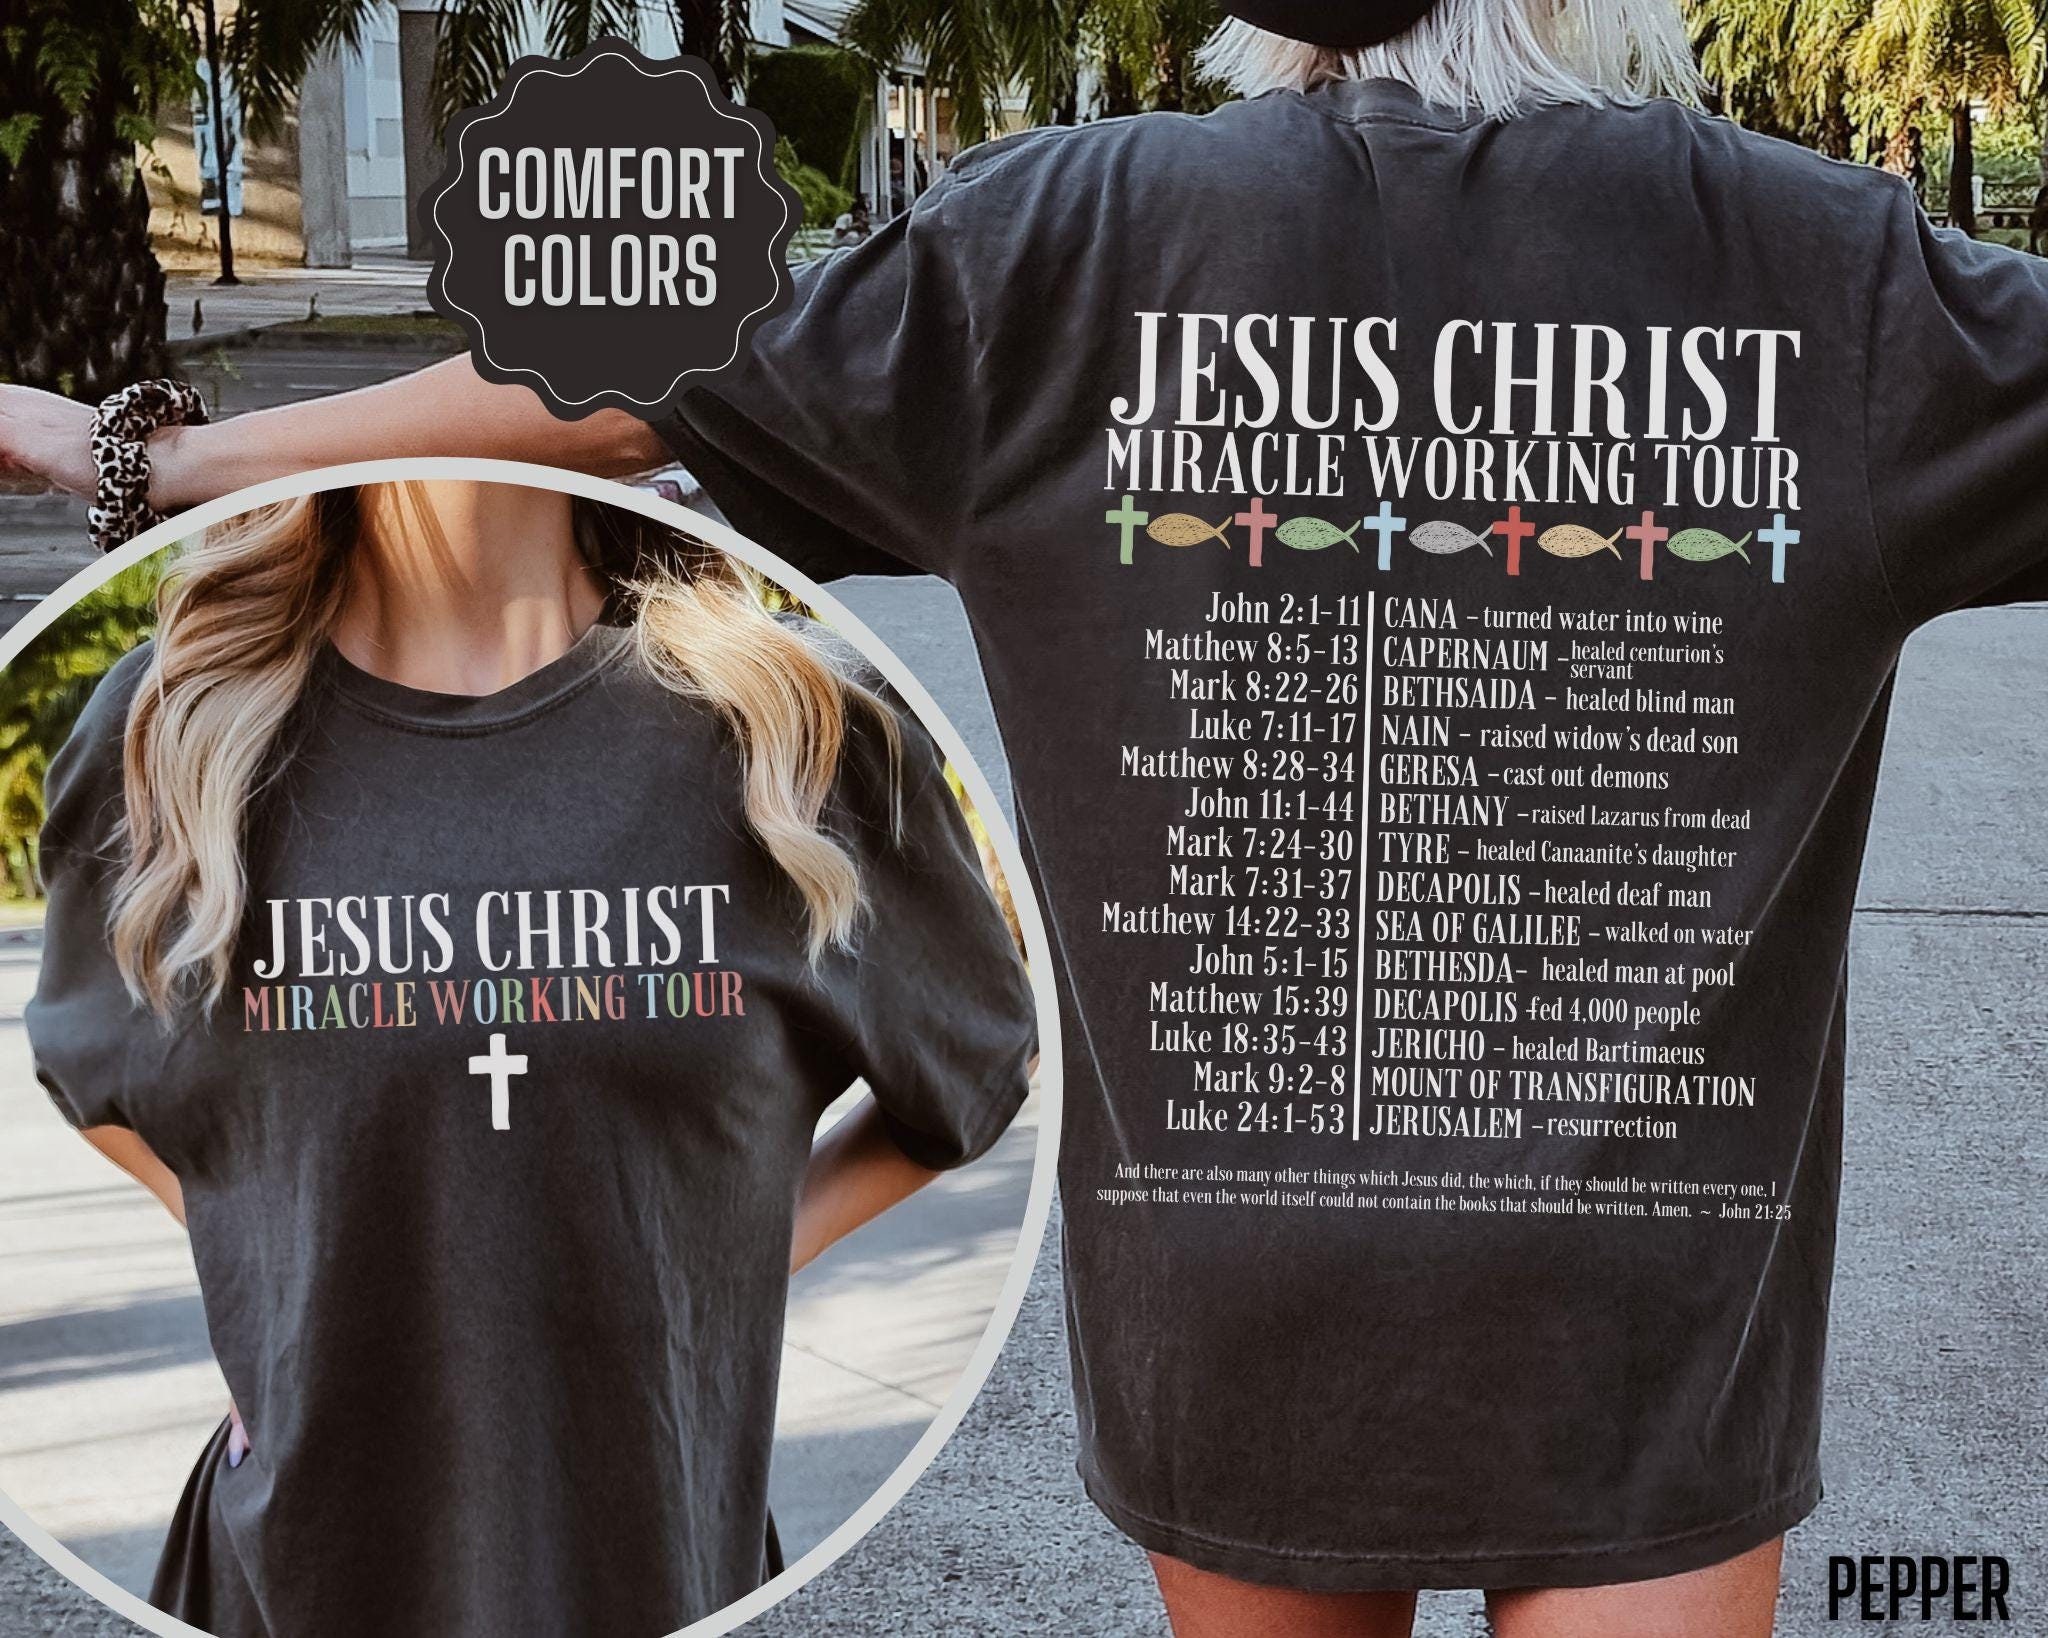 COMFORT
COLORS
JESUS CHRIST
MIRACLE WORKING TOUR
JESUS CHRIST
MIRACLE WORKING TOUR
John 2:1-11 CANA - turned water into wine
Matthew 8:5-13 CAPERNAUM - healed centurion's
servant
Mark 8:22-26 BETHSAIDA - healed blind man
Luke 7:11-17 NAIN - raised widow's dead son
Matthew 8:28-34 GERESA - cast out demons
John 11:1-44 BETHANY - raised Lazarus from dead
Mark 7:24-30 TYRE - healed Canaanite's daughter
Mark 7:31-37 DECAPOLIS - healed deaf man
Matthew 14:22-33 SEA OF GALILEE - walked on water
John 5:1-15 BETHESDA- healed man at pool
Matthew 15:39 DECAPOLIS -fed 4,000 people
Luke 18:35-43 JERICHO - healed Bartimaeus
Mark 9:2-8 MOUNT OF TRANSFIGURATION
Luke 24:1-53 JERUSALEM - resurrection
And there are also many other things which Jesus did, the which, if they should be written every one, I
suppose that even the world itself could not contain the books that should be written. Amen. ~ John 21:25
PEPPER